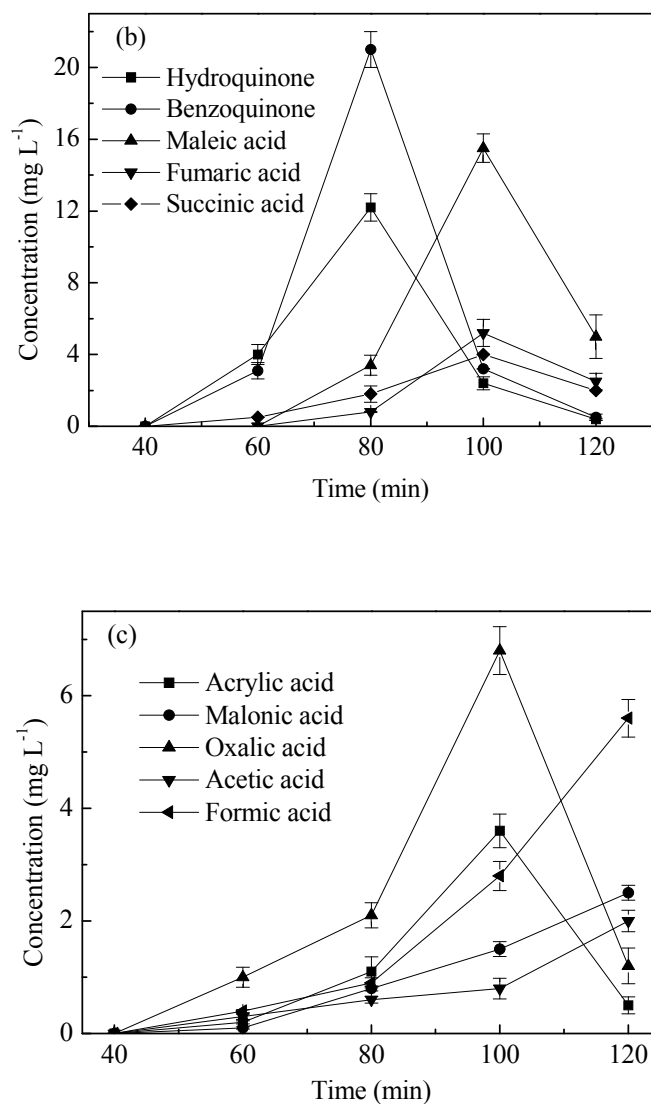 (b)
Hydroquinone
Benzoquinone
Maleic acid
Fumaric acid
Succinic acid
Concentration (mg L⁻¹)
20
16
12
8
4
0
40 60 80 100 120
Time (min)
(c)
Acrylic acid
Malonic acid
Oxalic acid
Acetic acid
Formic acid
Concentration (mg L⁻¹)
6
4
2
0
40 60 80 100 120
Time (min)